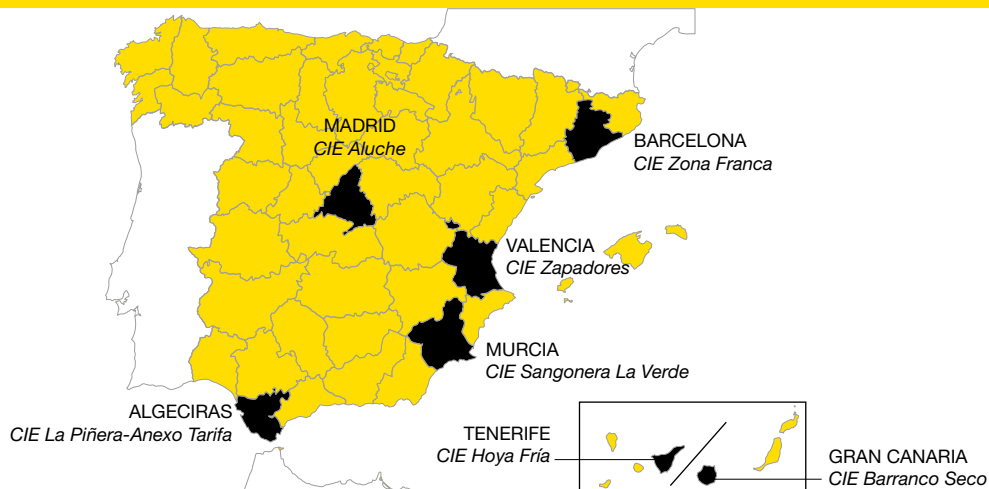 MADRID
CIE Aluche
BARCELONA
CIE Zona Franca
VALENCIA
CIE Zapadores
MURCIA
CIE Sangonera La Verde
ALGECIRAS
CIE La Piñera-Anexo Tarifa
TENERIFE
CIE Hoya Fría
GRAN CANARIA
CIE Barranco Seco